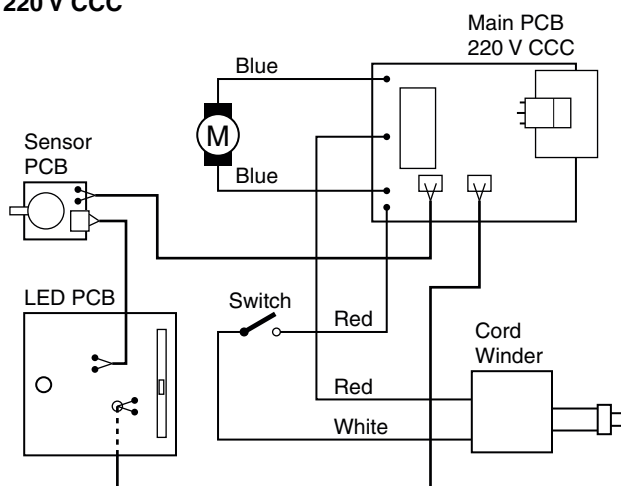 220 V CCC
Main PCB
220 V CCC
Blue
M
Sensor
PCB
Blue
LED PCB
Switch
Red
Cord
Winder
Red
White